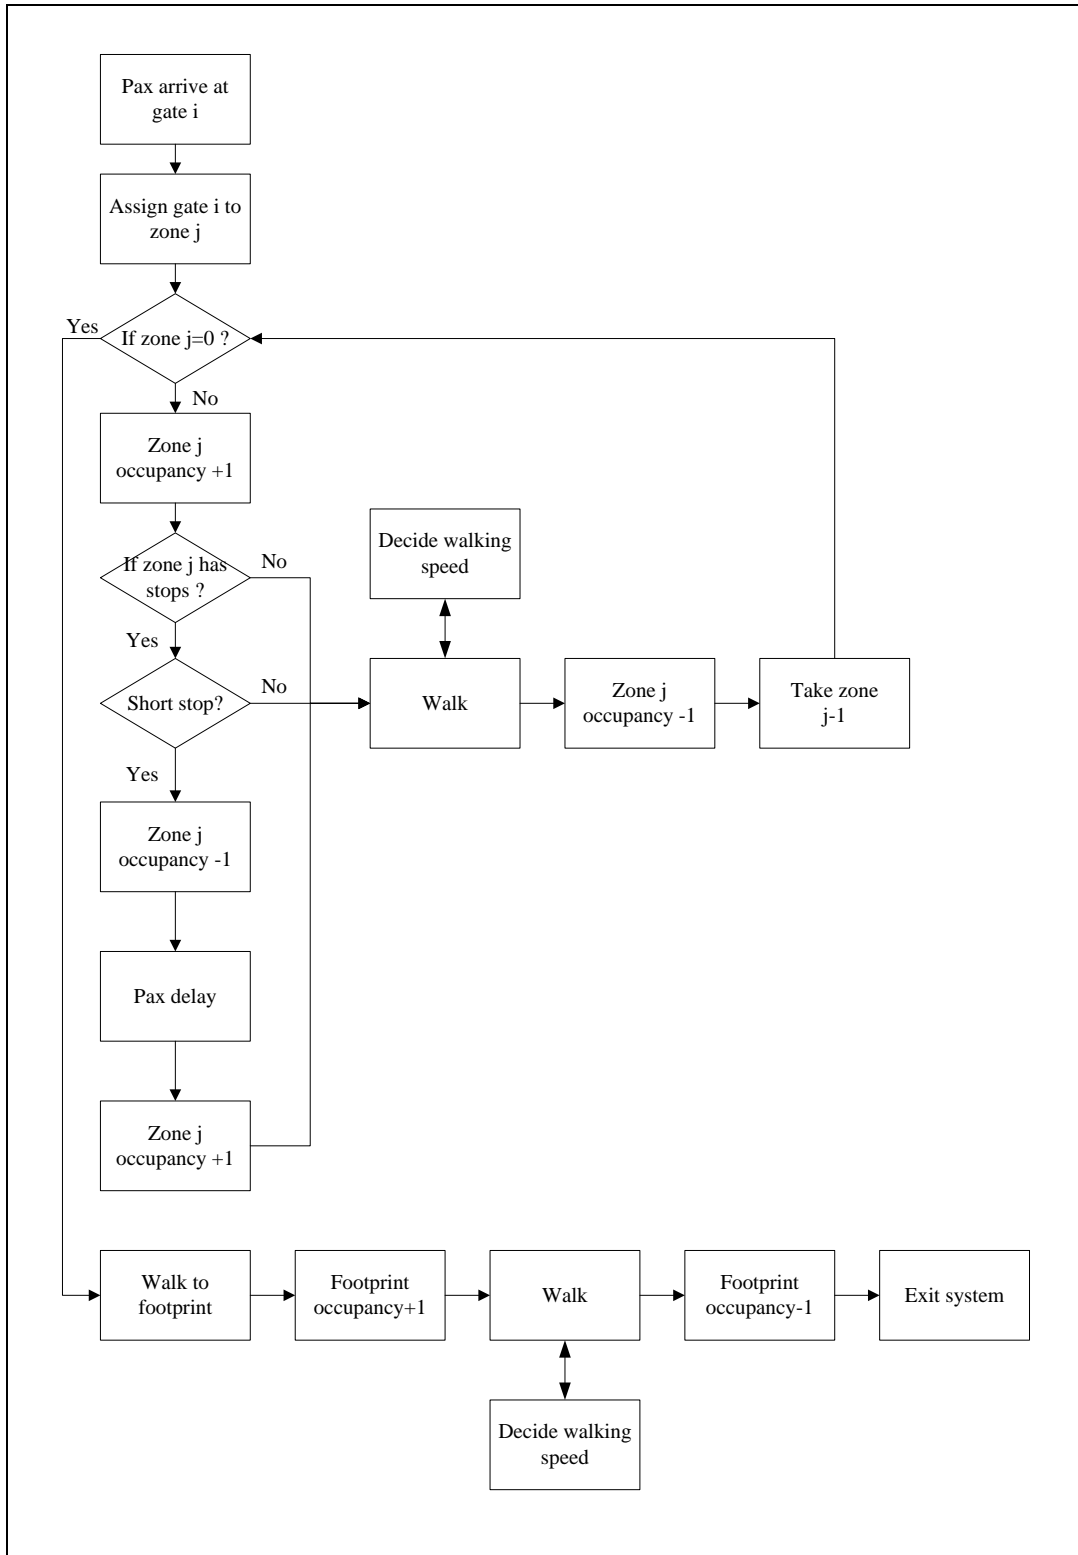 Pax arrive at
gate i
Assign gate i to
zone j
Yes
If zone j=0 ?
No
Zone j
occupancy +1
If zone j has
stops ?
No
Yes
Decide walking
speed
Short stop?
No
Walk
Zone j
occupancy -1
Take zone
j-1
Yes
Zone j
occupancy -1
Pax delay
Zone j
occupancy +1
Walk to
footprint
Footprint
occupancy+1
Walk
Footprint
occupancy-1
Exit system
Decide walking
speed